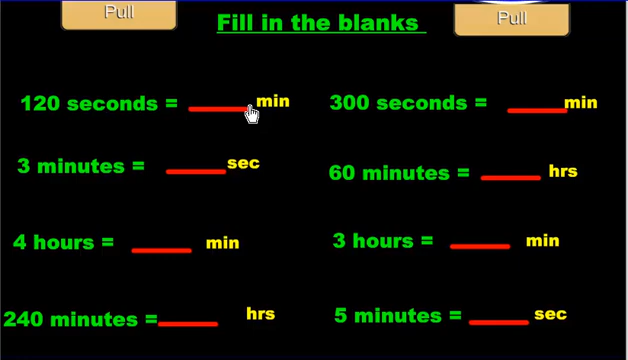 Pull
Pull
Fill in the blanks
120 seconds = min
300 seconds = min
3 minutes = sec
60 minutes = hrs
4 hours = min
3 hours = min
240 minutes = hrs
5 minutes = sec